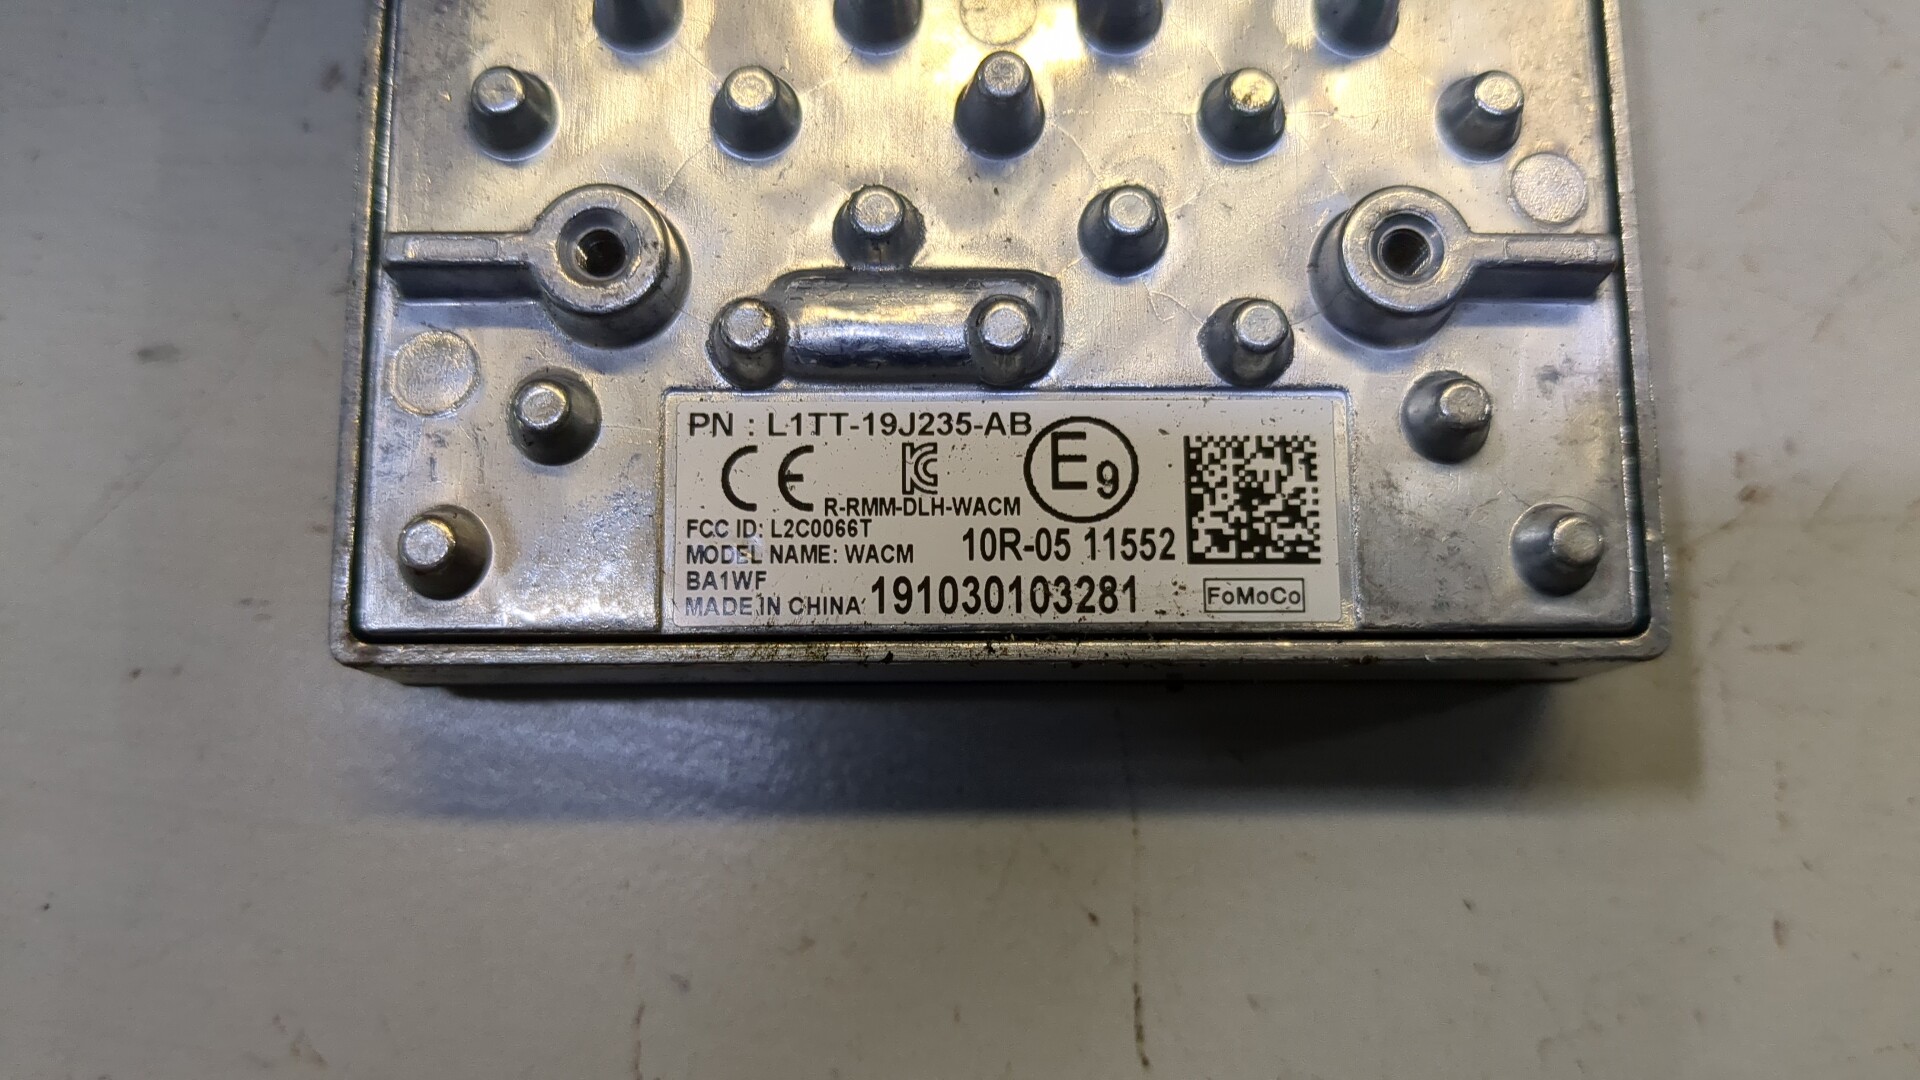 PN : L1TT-19J235-AB
CE KC E9
R-RMM-DLH-WACM
FCC ID: L2C0066T
MODEL NAME: WACM 10R-05 11552
BA1WF
MADE IN CHINA 191030103281 FoMoCo